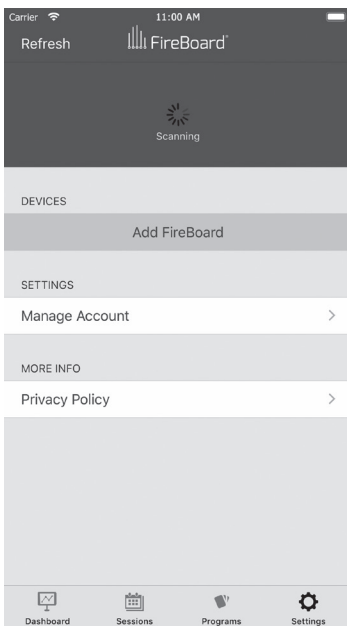 Carrier 11:00 AM
Refresh FireBoard®
Scanning
DEVICES
Add FireBoard
SETTINGS
Manage Account
MORE INFO
Privacy Policy
Dashboard Sessions Programs Settings